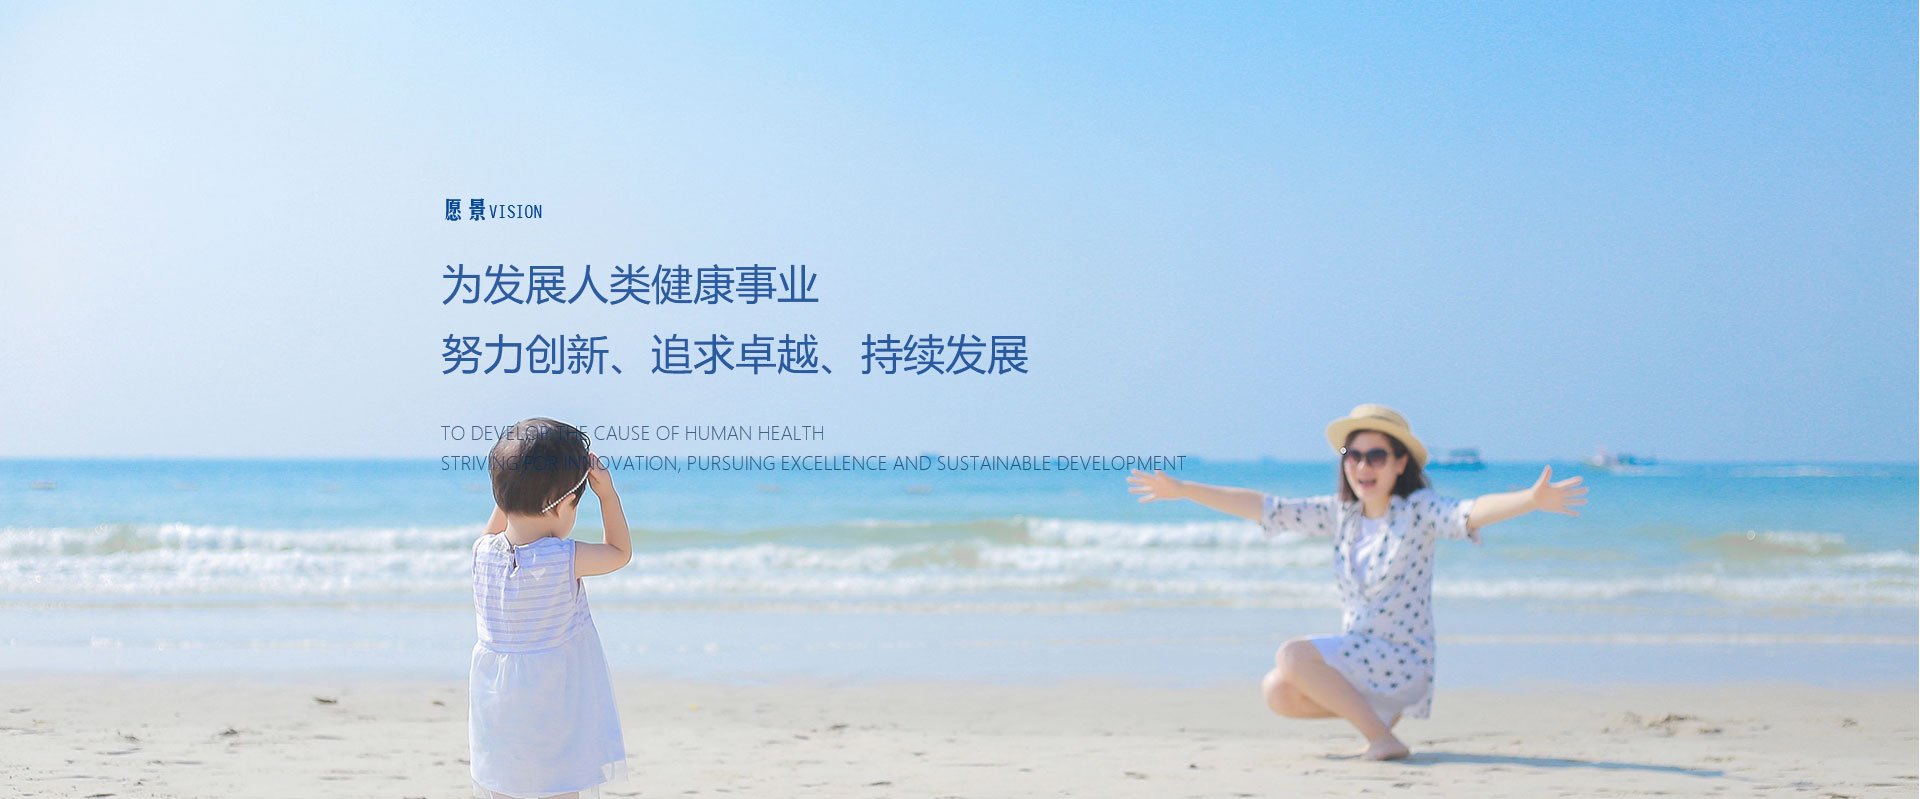 愿景VISION
为发展人类健康事业
努力创新、追求卓越、持续发展
TO DEVELOP THE CAUSE OF HUMAN HEALTH
STRIVING FOR INNOVATION, PURSUING EXCELLENCE AND SUSTAINABLE DEVELOPMENT